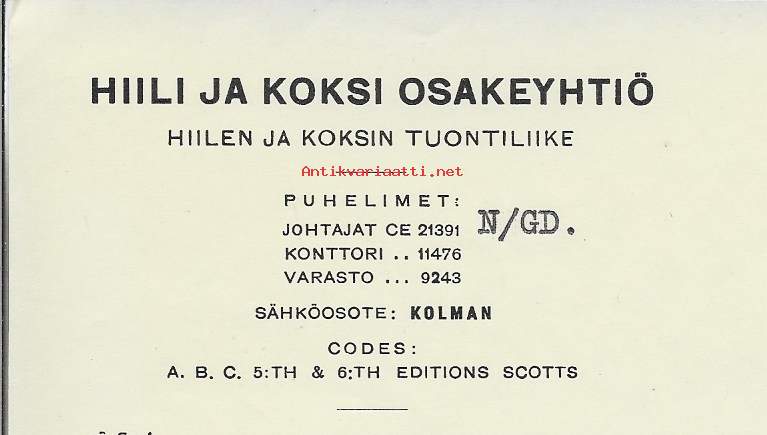 HIILI JA KOKSI OSAKEYHTIÖ
HIILEN JA KOKSIN TUONTILIIKE
Antikvariaatti.net
PUHELIMET:
JOHTAJAT CE 21391 N/GD.
KONTTORI .. 11476
VARASTO ... 9243
SÄHKÖOSOTE: KOLMAN
CODES:
A. B. C. 5:TH & 6:TH EDITIONS SCOTTS